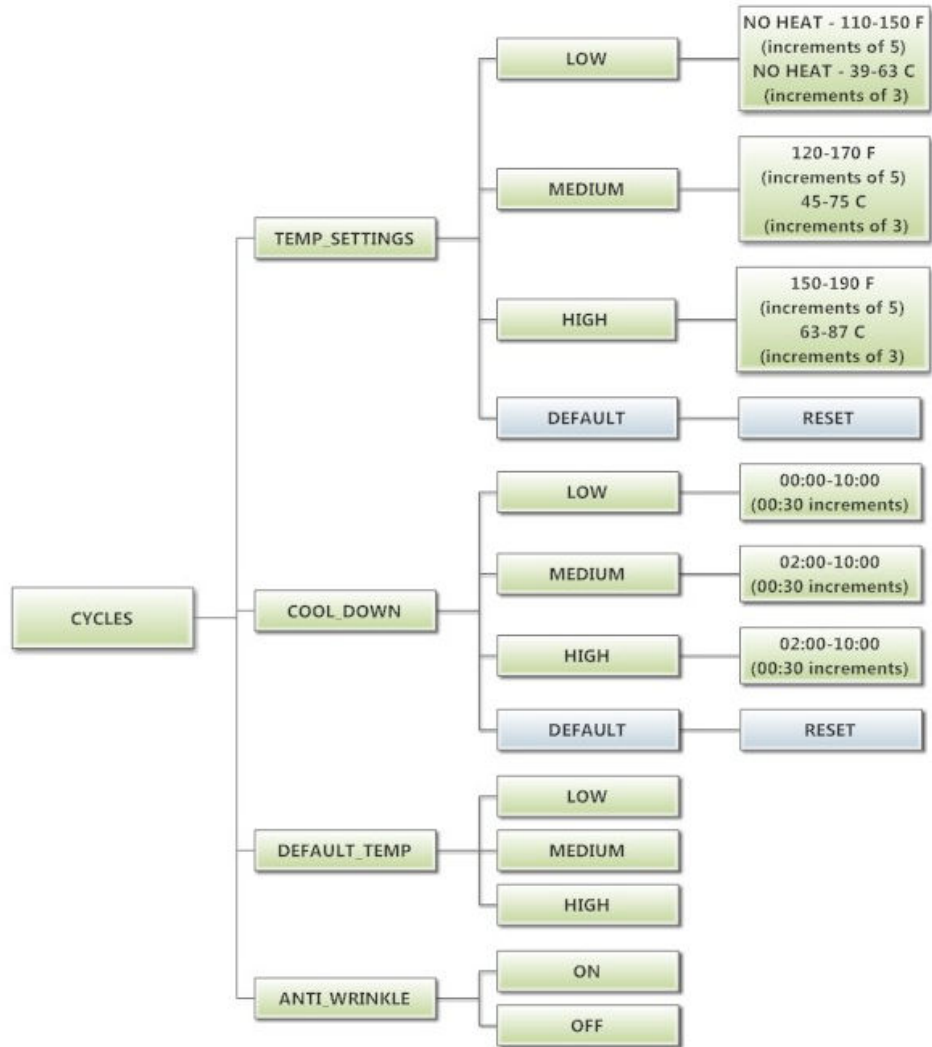 CYCLES
TEMP_SETTINGS
LOW
NO HEAT - 110-150 F
(increments of 5)
NO HEAT - 39-63 C
(increments of 3)
MEDIUM
120-170 F
(increments of 5)
45-75 C
(increments of 3)
HIGH
150-190 F
(increments of 5)
63-87 C
(increments of 3)
DEFAULT
RESET
COOL_DOWN
LOW
00:00-10:00
(00:30 increments)
MEDIUM
02:00-10:00
(00:30 increments)
HIGH
02:00-10:00
(00:30 increments)
DEFAULT
RESET
DEFAULT_TEMP
LOW
MEDIUM
HIGH
ANTI_WRINKLE
ON
OFF